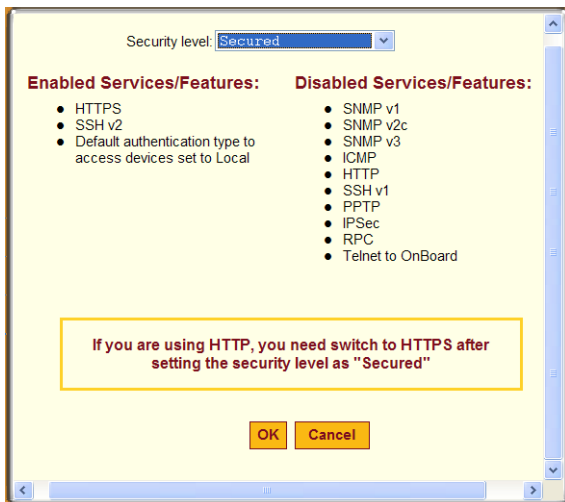 Security level: Secured
Enabled Services/Features:
HTTPS
SSH v2
Default authentication type to
access devices set to Local
Disabled Services/Features:
SNMP v1
SNMP v2c
SNMP v3
ICMP
HTTP
SSH v1
PPTP
IPSec
RPC
Telnet to OnBoard
If you are using HTTP, you need switch to HTTPS after
setting the security level as "Secured"
OK Cancel